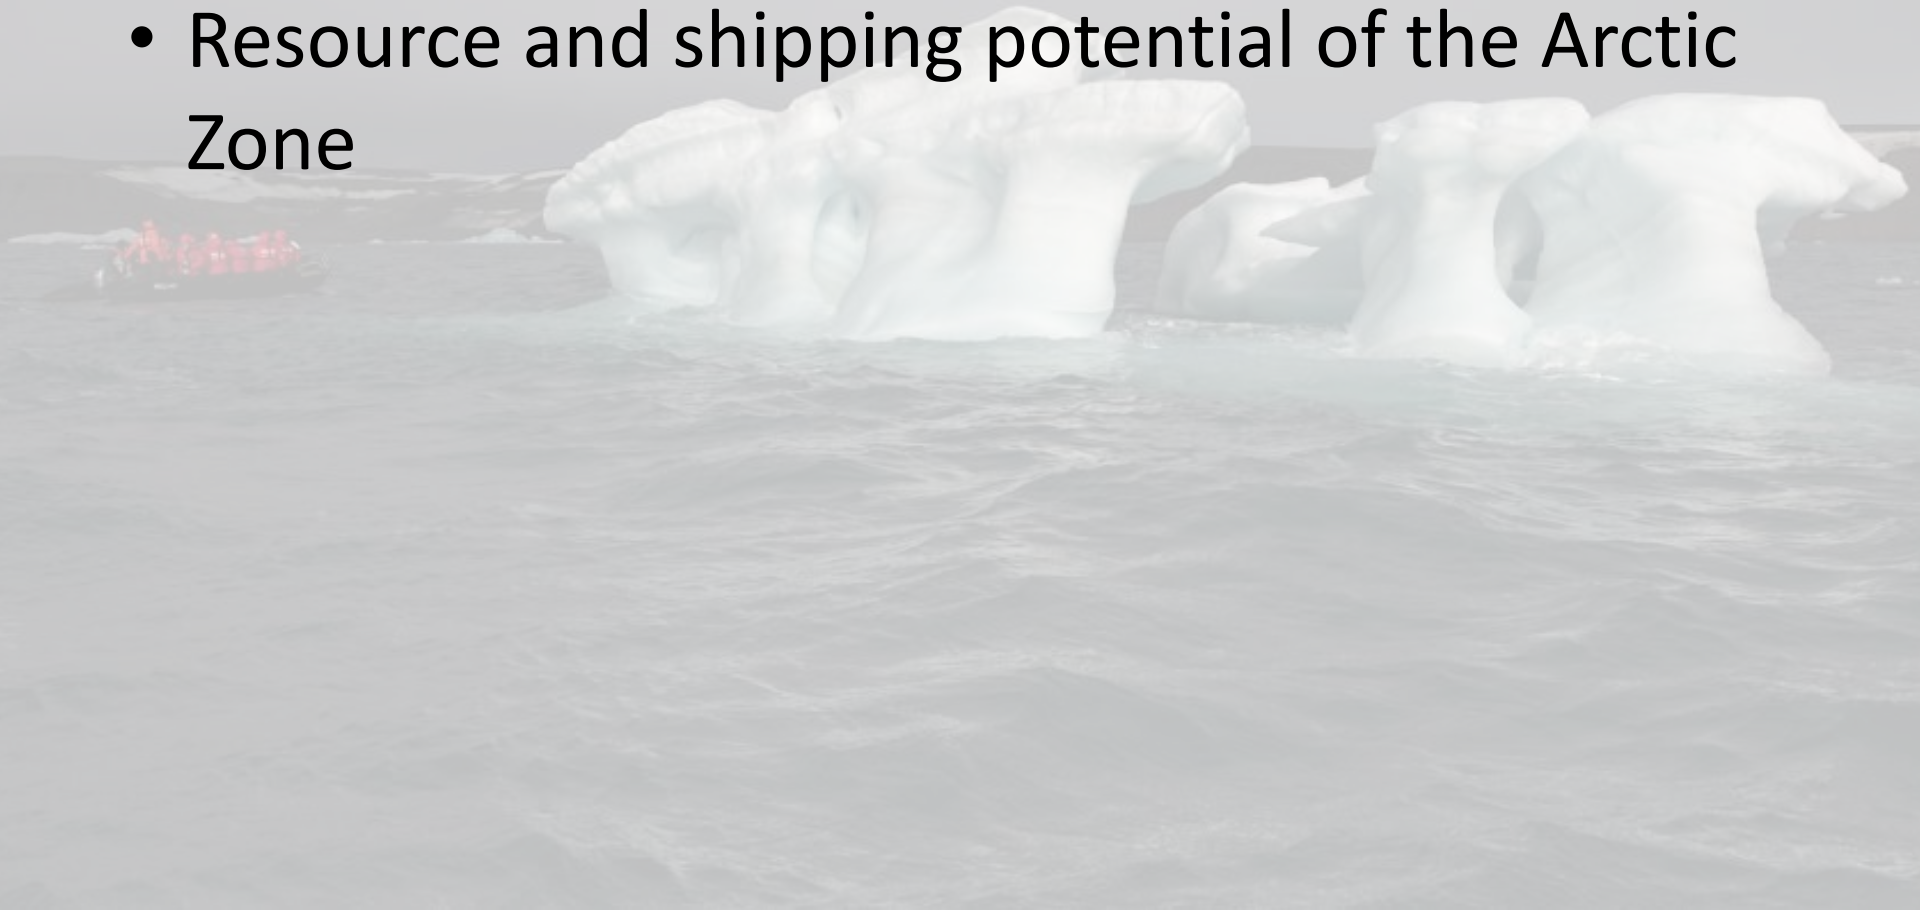 • Resource and shipping potential of the Arctic
Zone